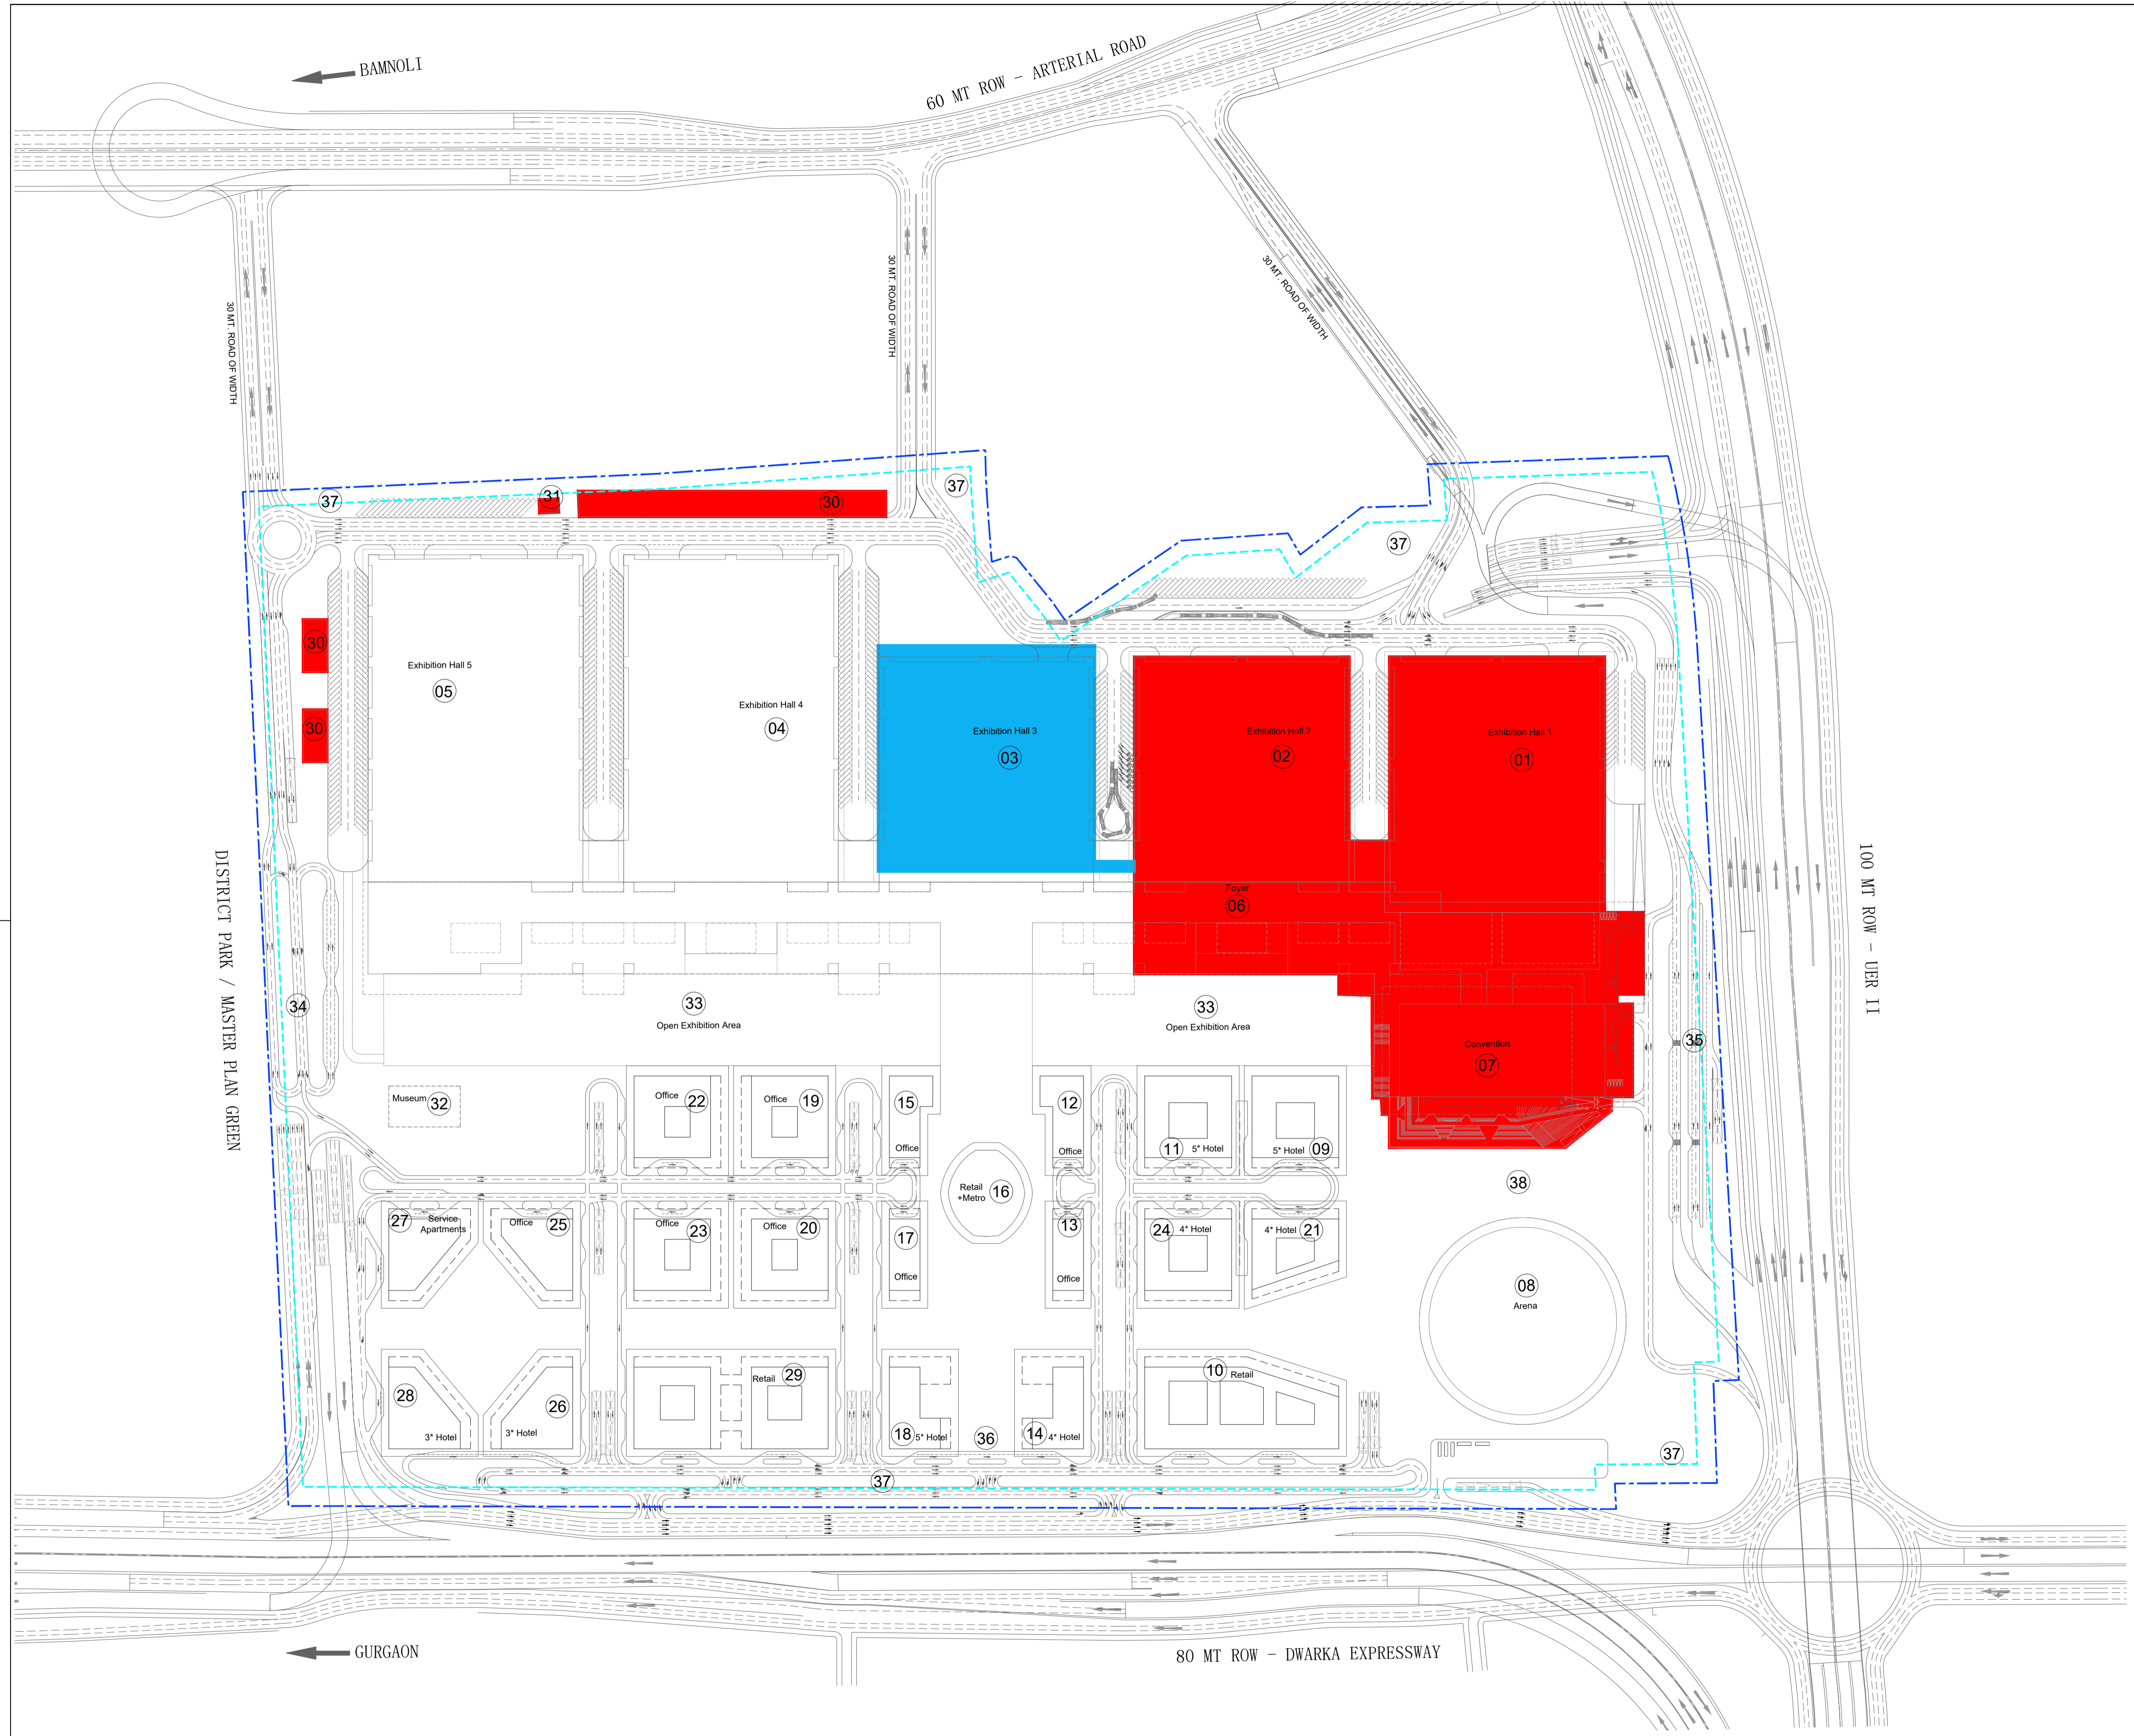 BAMNOLI
60 MT ROW - ARTERIAL ROAD
30 MT. ROAD OF WIDTH
30 MT. ROAD OF WIDTH
30 MT. ROAD OF WIDTH
37
31
30
37
37
30
30
Exhibition Hall 5
05
Exhibition Hall 4
04
Exhibition Hall 3
03
Exhibition Hall 2
02
Exhibition Hall 1
01
Foyer
06
DISTRICT PARK / MASTER PLAN GREEN
100 MT ROW - UER II
34
33
Open Exhibition Area
33
Open Exhibition Area
Convention
07
35
Museum 32
Office 22
Office 19
15
Office
12
Office
11 5* Hotel
5* Hotel 09
38
Retail
+Metro 16
27 Service
Apartments
Office 25
Office 23
Office 20
17
Office
13
Office
24 4* Hotel
4* Hotel 21
08
Arena
28
3* Hotel
26
3* Hotel
Retail 29
18 5* Hotel
36
14 4* Hotel
10 Retail
37
37
GURGAON
80 MT ROW - DWARKA EXPRESSWAY